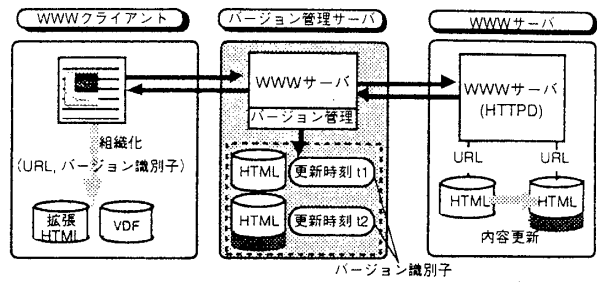 WWWクライアント
バージョン管理サーバ
WWWサーバ
WWWサーバ
バージョン管理
WWWサーバ
(HTTPD)
組織化
(URL, バージョン識別子)
拡張
HTML
VDF
HTML
更新時刻 t1
HTML
更新時刻 t2
URL
URL
HTML
HTML
内容更新
バージョン識別子